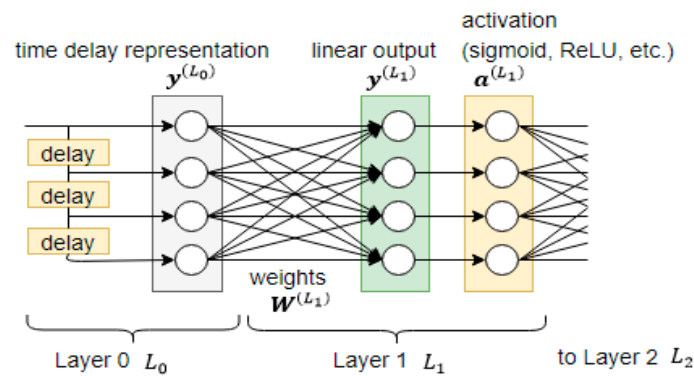 activation
time delay representation linear output (sigmoid, ReLU, etc.)
y^(L₀) y^(L₁) a^(L₁)
delay
delay
delay
weights
W^(L₁)
Layer 0 L₀ Layer 1 L₁ to Layer 2 L₂